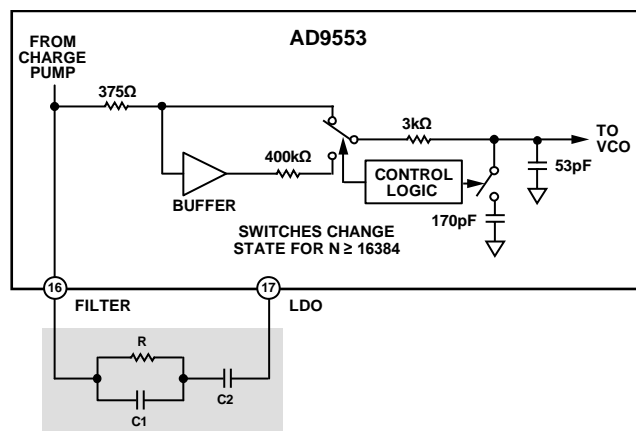 AD9553
FROM
CHARGE
PUMP
375Ω
3kΩ
TO
VCO
400kΩ
BUFFER
CONTROL
LOGIC
53pF
170pF
SWITCHES CHANGE
STATE FOR N ≥ 16384
16
FILTER
17
LDO
R
C1
C2